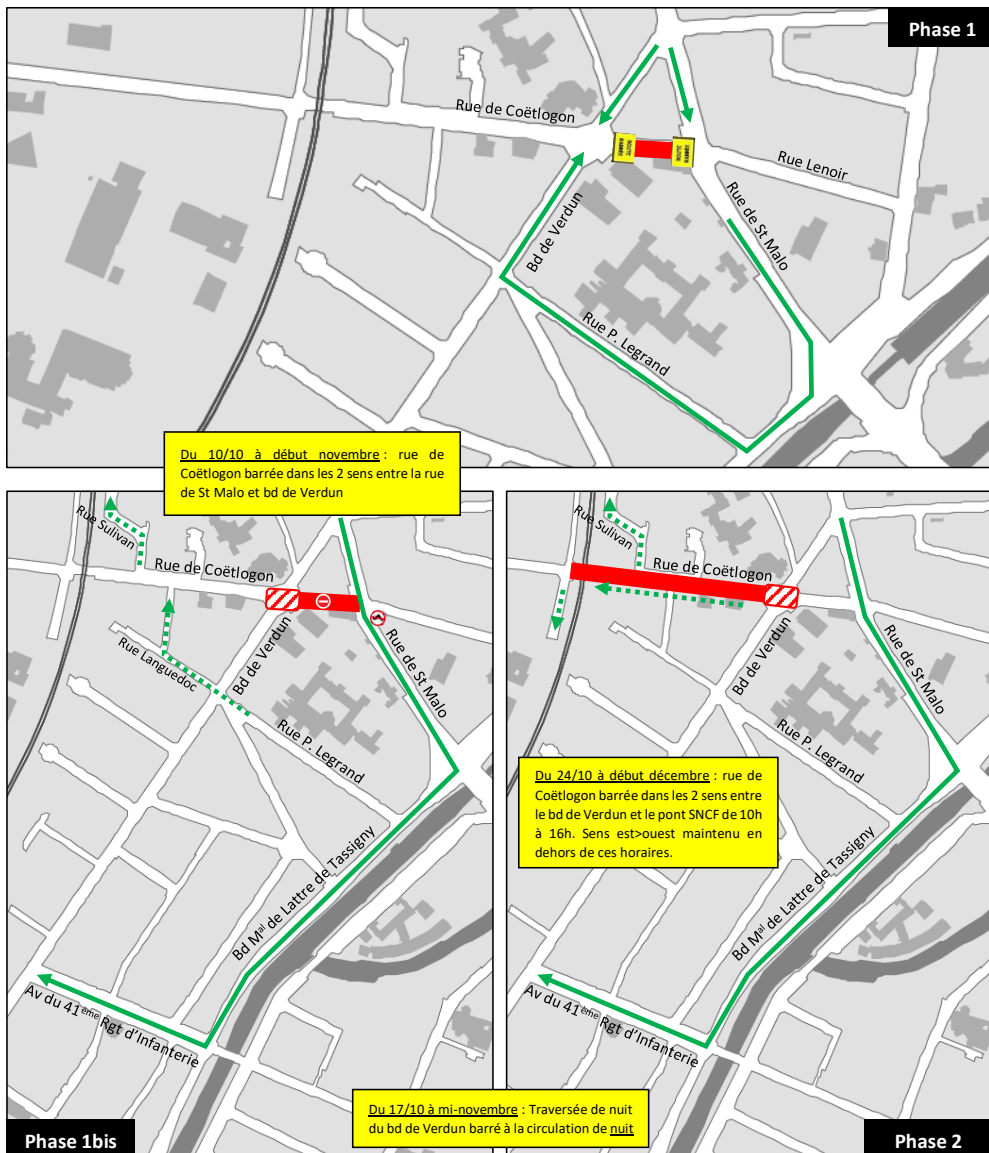 Phase 1
Rue de Coëtlogon
ROUTE
BARRÉE
ROUTE
BARRÉE
Rue Lenoir
Bd de Verdun
Rue de St Malo
Rue P. Legrand
Du 10/10 à début novembre : rue de
Coëtlogon barrée dans les 2 sens entre la rue
de St Malo et bd de Verdun
Rue Sulivan
Rue de Coëtlogon
Rue Languedoc
Bd de Verdun
Rue de St Malo
Rue P. Legrand
Bd Mal de Lattre de Tassigny
Av du 41ème Rgt d'Infanterie
Phase 1bis
Rue Sulivan
Rue de Coëtlogon
Bd de Verdun
Rue de St Malo
Rue P. Legrand
Du 24/10 à début décembre : rue de
Coëtlogon barrée dans les 2 sens entre
le bd de Verdun et le pont SNCF de 10h
à 16h. Sens est>ouest maintenu en
dehors de ces horaires.
Bd Mal de Lattre de Tassigny
Av du 41ème Rgt d'Infanterie
Du 17/10 à mi-novembre : Traversée de nuit
du bd de Verdun barré à la circulation de nuit
Phase 2